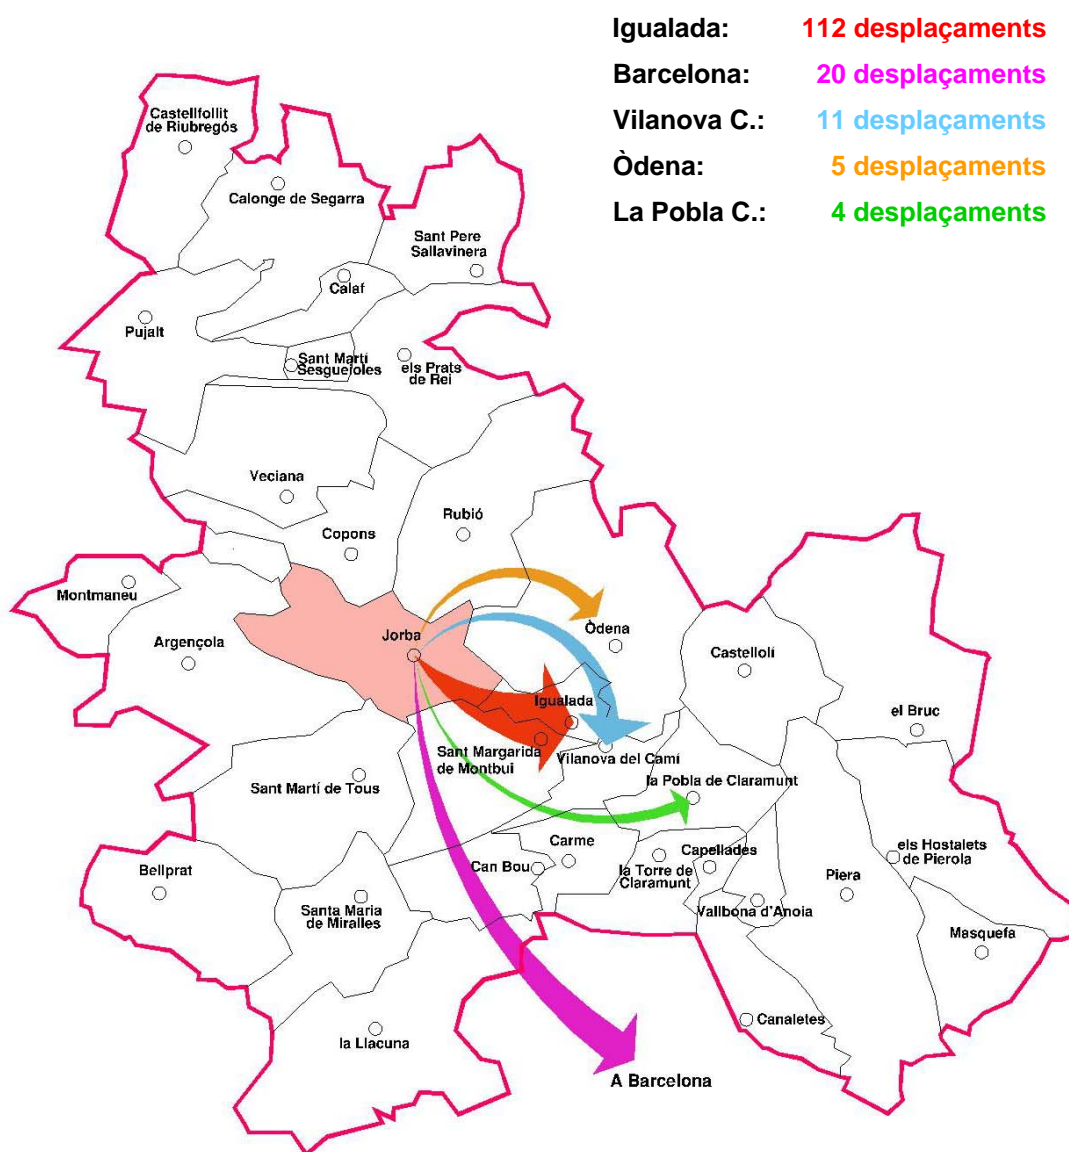 Igualada: 112 desplaçaments
Barcelona: 20 desplaçaments
Vilanova C.: 11 desplaçaments
Òdena: 5 desplaçaments
La Pobla C.: 4 desplaçaments
Castellfollit
de Riubregós
Calonge de Segarra
Sant Pere
Sallavinera
Calaf
Pujalt
Sant Martí
Sesgueioles
els Prats
de Rei
Veciana
Copons
Rubió
Montmaneu
Argençola
Jorba
Òdena
Castellolí
Igualada
el Bruc
Sant Margarida
de Montbui
Vilanova del Camí
Sant Martí de Tous
la Pobla de Claramunt
Carme
Can Bou
la Torre de
Claramunt
Capellades
els Hostalets
de Pierola
Bellprat
Piera
Santa Maria
de Miralles
Vallbona d'Anoia
Masquefa
Canaletes
la Llacuna
A Barcelona